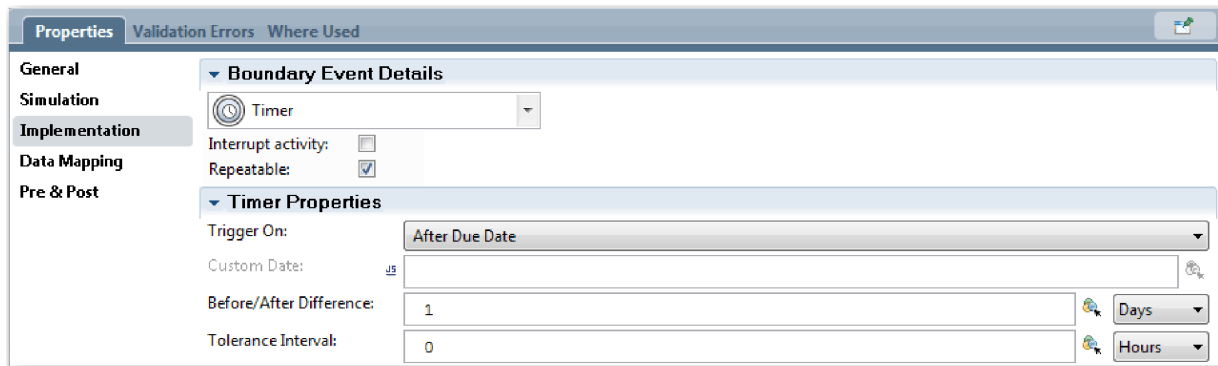 Properties Validation Errors Where Used
General
Simulation
Implementation
Data Mapping
Pre & Post
Boundary Event Details
Timer
Interrupt activity:
Repeatable:
Timer Properties
Trigger On: After Due Date
Custom Date: JS
Before/After Difference: 1 Days
Tolerance Interval: 0 Hours